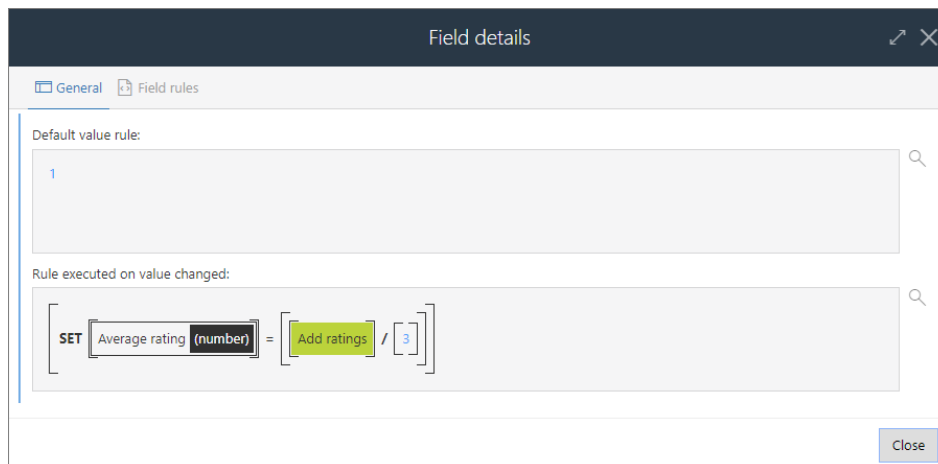 Field details
General Field rules
Default value rule:
1
Rule executed on value changed:
SET Average rating (number) = Add ratings / 3
Close